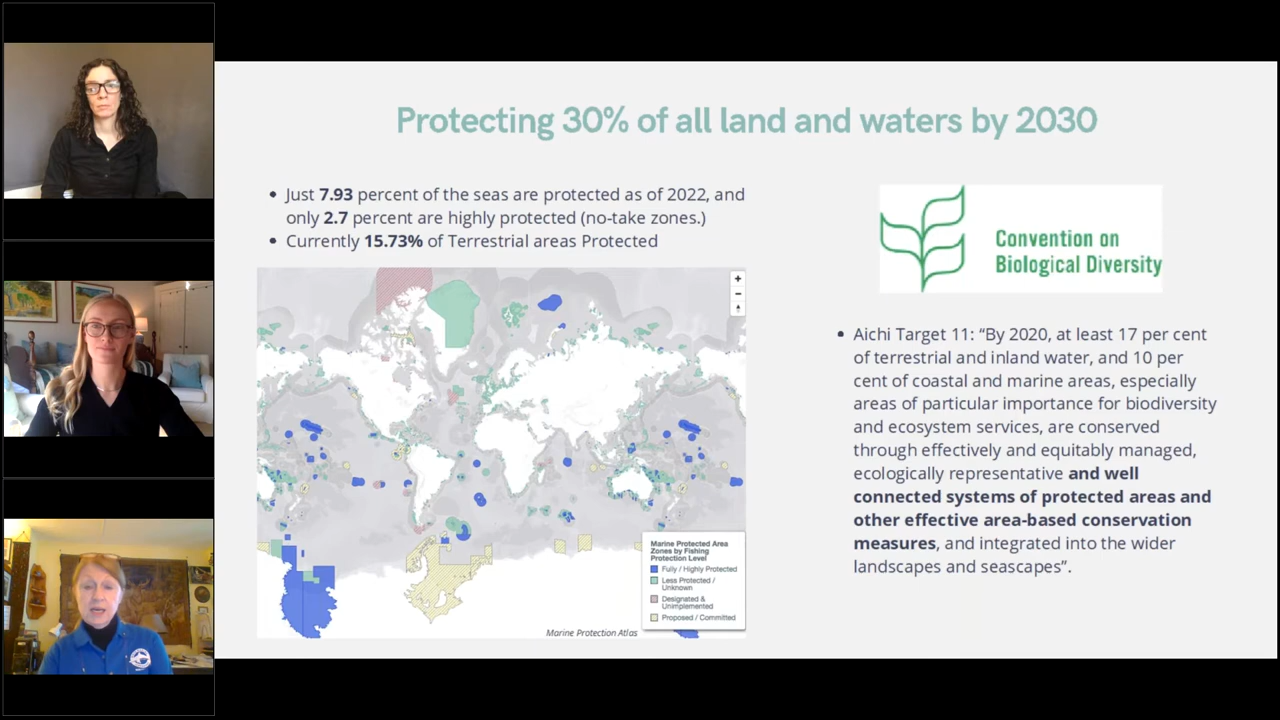 Protecting 30% of all land and waters by 2030
Just 7.93 percent of the seas are protected as of 2022, and
only 2.7 percent are highly protected (no-take zones.)
Currently 15.73% of Terrestrial areas Protected
Marine Protected Area
Zones by Fishing
Protection Level
Fully / Highly Protected
Less Protected /
Unknown
Designated &
Unimplemented
Proposed / Committed
Marine Protection Atlas
Convention on
Biological Diversity
Aichi Target 11: “By 2020, at least 17 per cent
of terrestrial and inland water, and 10 per
cent of coastal and marine areas, especially
areas of particular importance for biodiversity
and ecosystem services, are conserved
through effectively and equitably managed,
ecologically representative and well
connected systems of protected areas and
other effective area-based conservation
measures, and integrated into the wider
landscapes and seascapes”.